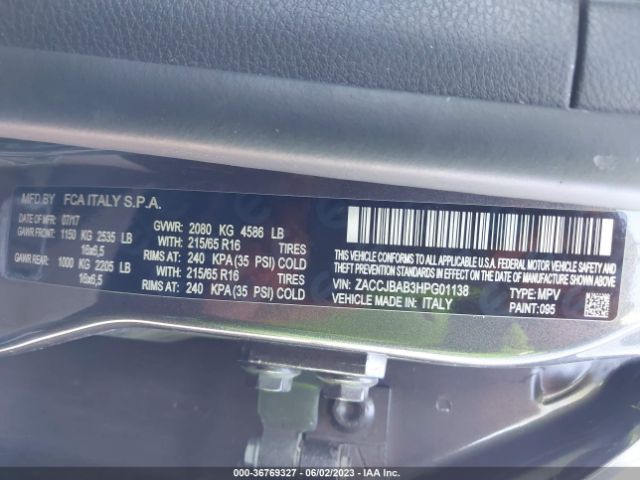 MFD BY FCA ITALY S.P.A.
DATE OF MFR: 07/17
GVWR: 2080 KG 4586 LB
GAWR FRONT: 1150 KG 2535 LB
WITH: 215/65 R16 TIRES
16x6,5
RIMS AT: 240 KPA (35 PSI) COLD
GAWR REAR: 1000 KG 2205 LB
WITH: 215/65 R16 TIRES
16x6,5
RIMS AT: 240 KPA (35 PSI) COLD
THIS VEHICLE CONFORMS TO ALL APPLICABLE U.S.A. FEDERAL MOTOR VEHICLE
SAFETY, BUMPER AND THEFT PREVENTION STANDARDS
IN EFFECT ON THE DATE OF MANUFACTURE SHOWN ABOVE.
VIN: ZACCJBAB3HPG01138
TYPE: MPV
VEHICLE MADE IN: ITALY
PAINT: 095
000-36769327 - 06/02/2023 - IAAI.COM